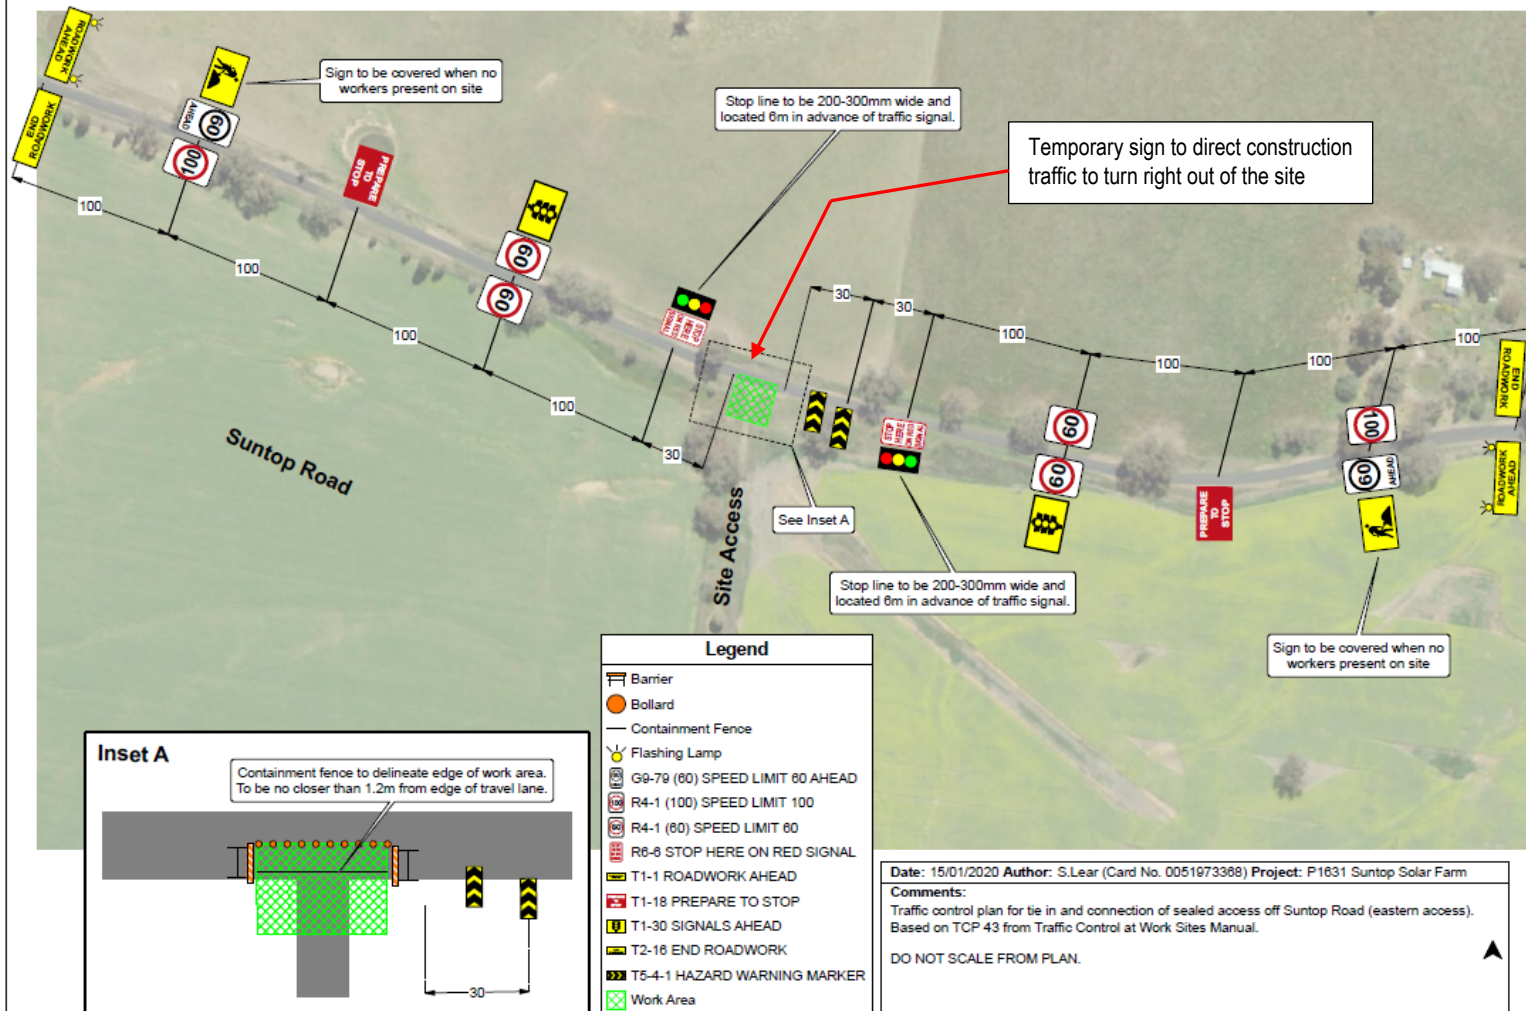 ROADWORK
AHEAD
END
ROADWORK
60
AHEAD
100
Sign to be covered when no
workers present on site
PREPARE
TO
STOP
60
60
Stop line to be 200-300mm wide and
located 6m in advance of traffic signal.
Temporary sign to direct construction
traffic to turn right out of the site
STOP
HERE
ON RED
SIGNAL
100
100
100
100
30
30
30
100
100
100
100
Suntop Road
Site Access
See Inset A
STOP
HERE
ON RED
SIGNAL
60
60
PREPARE
TO
STOP
100
60
AHEAD
END
ROADWORK
ROADWORK
AHEAD
Stop line to be 200-300mm wide and
located 6m in advance of traffic signal.
Sign to be covered when no
workers present on site
Inset A
Containment fence to delineate edge of work area.
To be no closer than 1.2m from edge of travel lane.
30
Legend
Barrier
Bollard
Containment Fence
Flashing Lamp
G9-79 (60) SPEED LIMIT 60 AHEAD
R4-1 (100) SPEED LIMIT 100
R4-1 (60) SPEED LIMIT 60
R6-6 STOP HERE ON RED SIGNAL
T1-1 ROADWORK AHEAD
T1-18 PREPARE TO STOP
T1-30 SIGNALS AHEAD
T2-16 END ROADWORK
T5-4-1 HAZARD WARNING MARKER
Work Area
Date: 15/01/2020 Author: S.Lear (Card No. 0051973368) Project: P1631 Suntop Solar Farm
Comments:
Traffic control plan for tie in and connection of sealed access off Suntop Road (eastern access).
Based on TCP 43 from Traffic Control at Work Sites Manual.
DO NOT SCALE FROM PLAN.